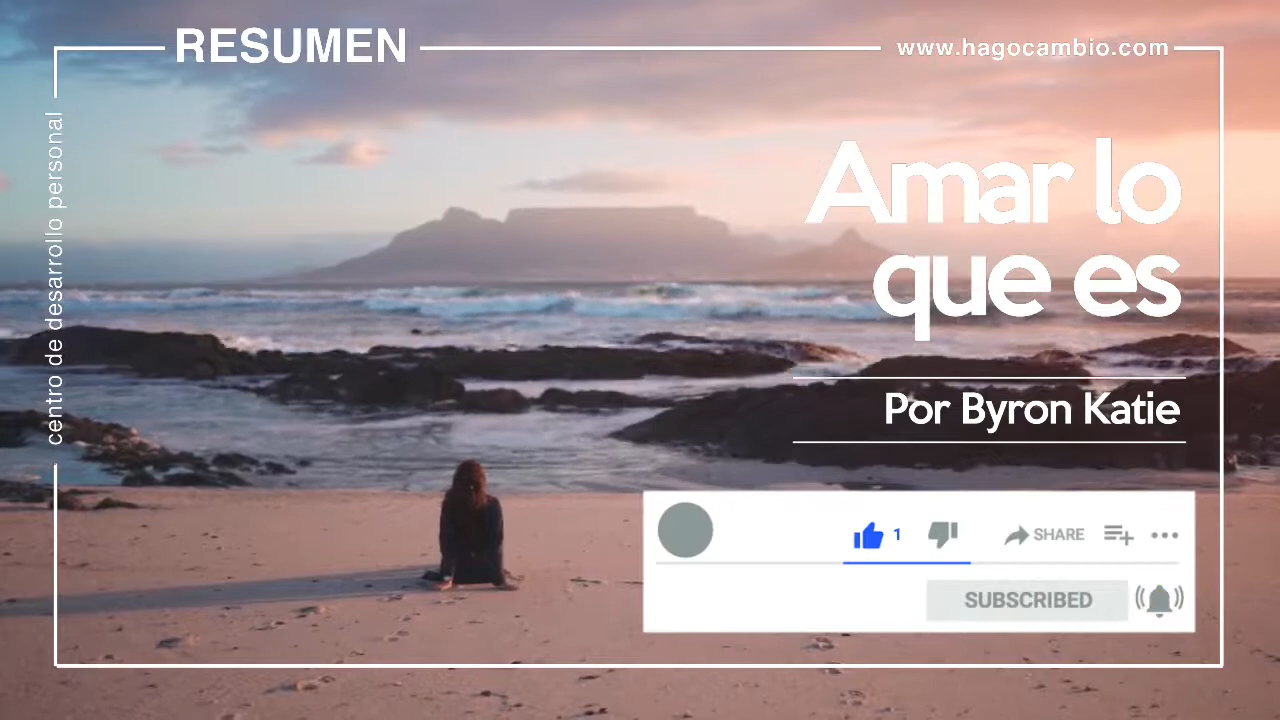 RESUMEN
www.hagocambio.com
centro de desarrollo personal
Amar lo
que es
Por Byron Katie
1
SHARE
SUBSCRIBED